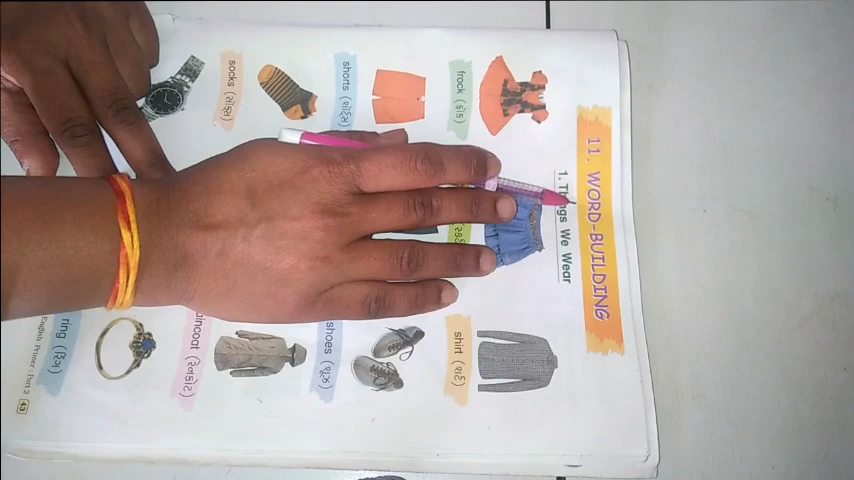 11. WORD-BUILDING
1. Things We Wear
frock (ફ્રોક)
shirt (શર્ટ)
shorts (શોર્ટ્સ)
shoes (શૂઝ)
socks (સૉક્સ)
(રેનકોટ)
ring (રિંગ)
English Primer: Part 2 43